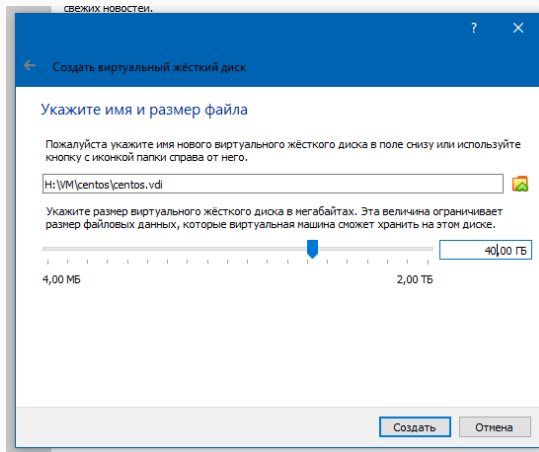 свежих новостей.
?
Создать виртуальный жёсткий диск
Укажите имя и размер файла
Пожалуйста укажите имя нового виртуального жёсткого диска в поле снизу или используйте
кнопку с иконкой папки справа от него.
H:\VM\centos\centos.vdi
Укажите размер виртуального жёсткого диска в мегабайтах. Эта величина ограничивает
размер файловых данных, которые виртуальная машина сможет хранить на этом диске.
40,00 ГБ
4,00 МБ 2,00 ТБ
Создать Отмена